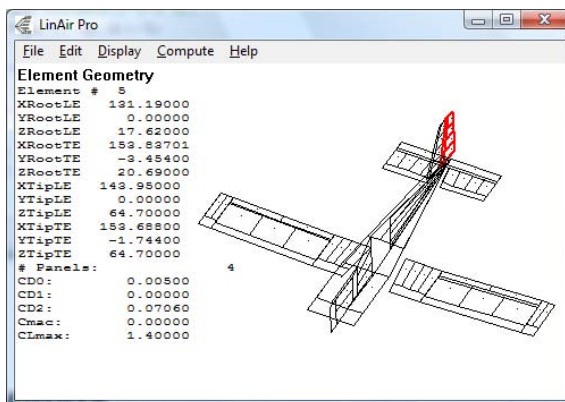 LinAir Pro
File Edit Display Compute Help
Element Geometry
Element # 5
XRootLE 131.19000
YRootLE 0.00000
ZRootLE 17.62000
XRootTE 153.83701
YRootTE -3.45400
ZRootTE 20.69000
XTipLE 143.95000
YTipLE 0.00000
ZTipLE 64.70000
XTipTE 153.68800
YTipTE -1.74400
ZTipTE 64.70000
# Panels: 4
CD0: 0.00500
CD1: 0.00000
CD2: 0.07060
Cmac: 0.00000
CLmax: 1.40000